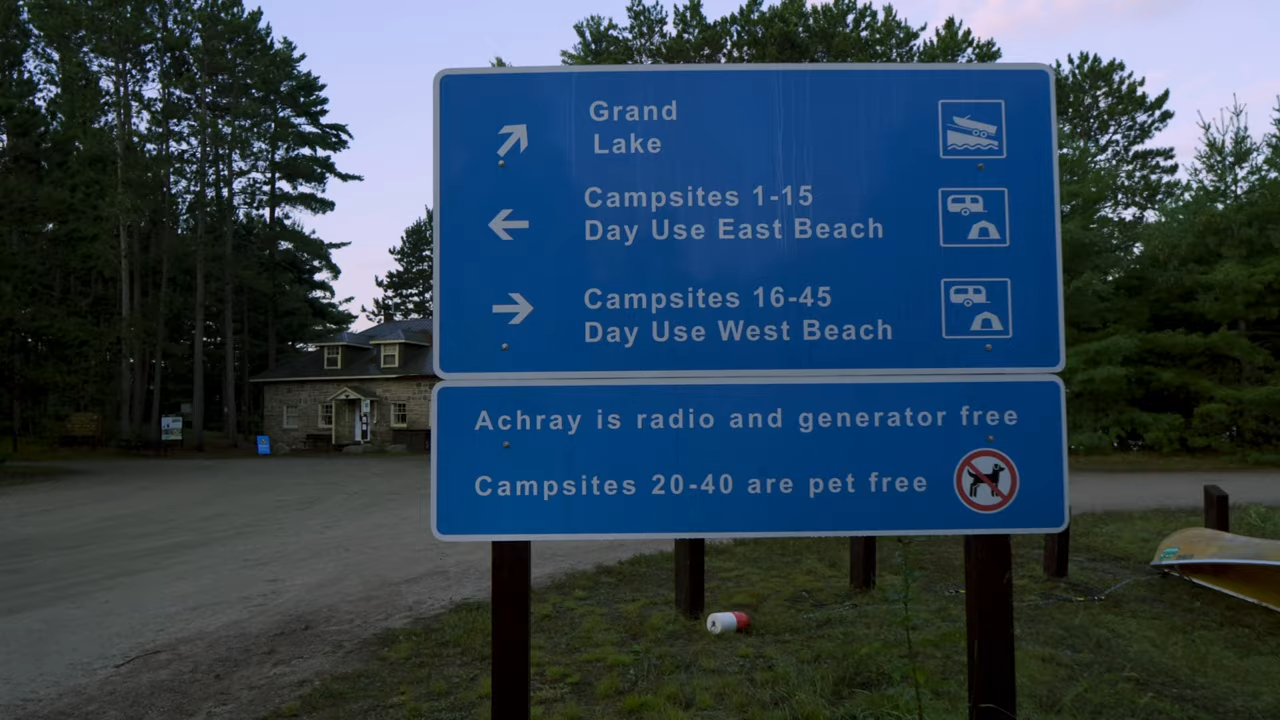 Grand
Lake
Campsites 1-15
Day Use East Beach
Campsites 16-45
Day Use West Beach
Achray is radio and generator free
Campsites 20-40 are pet free